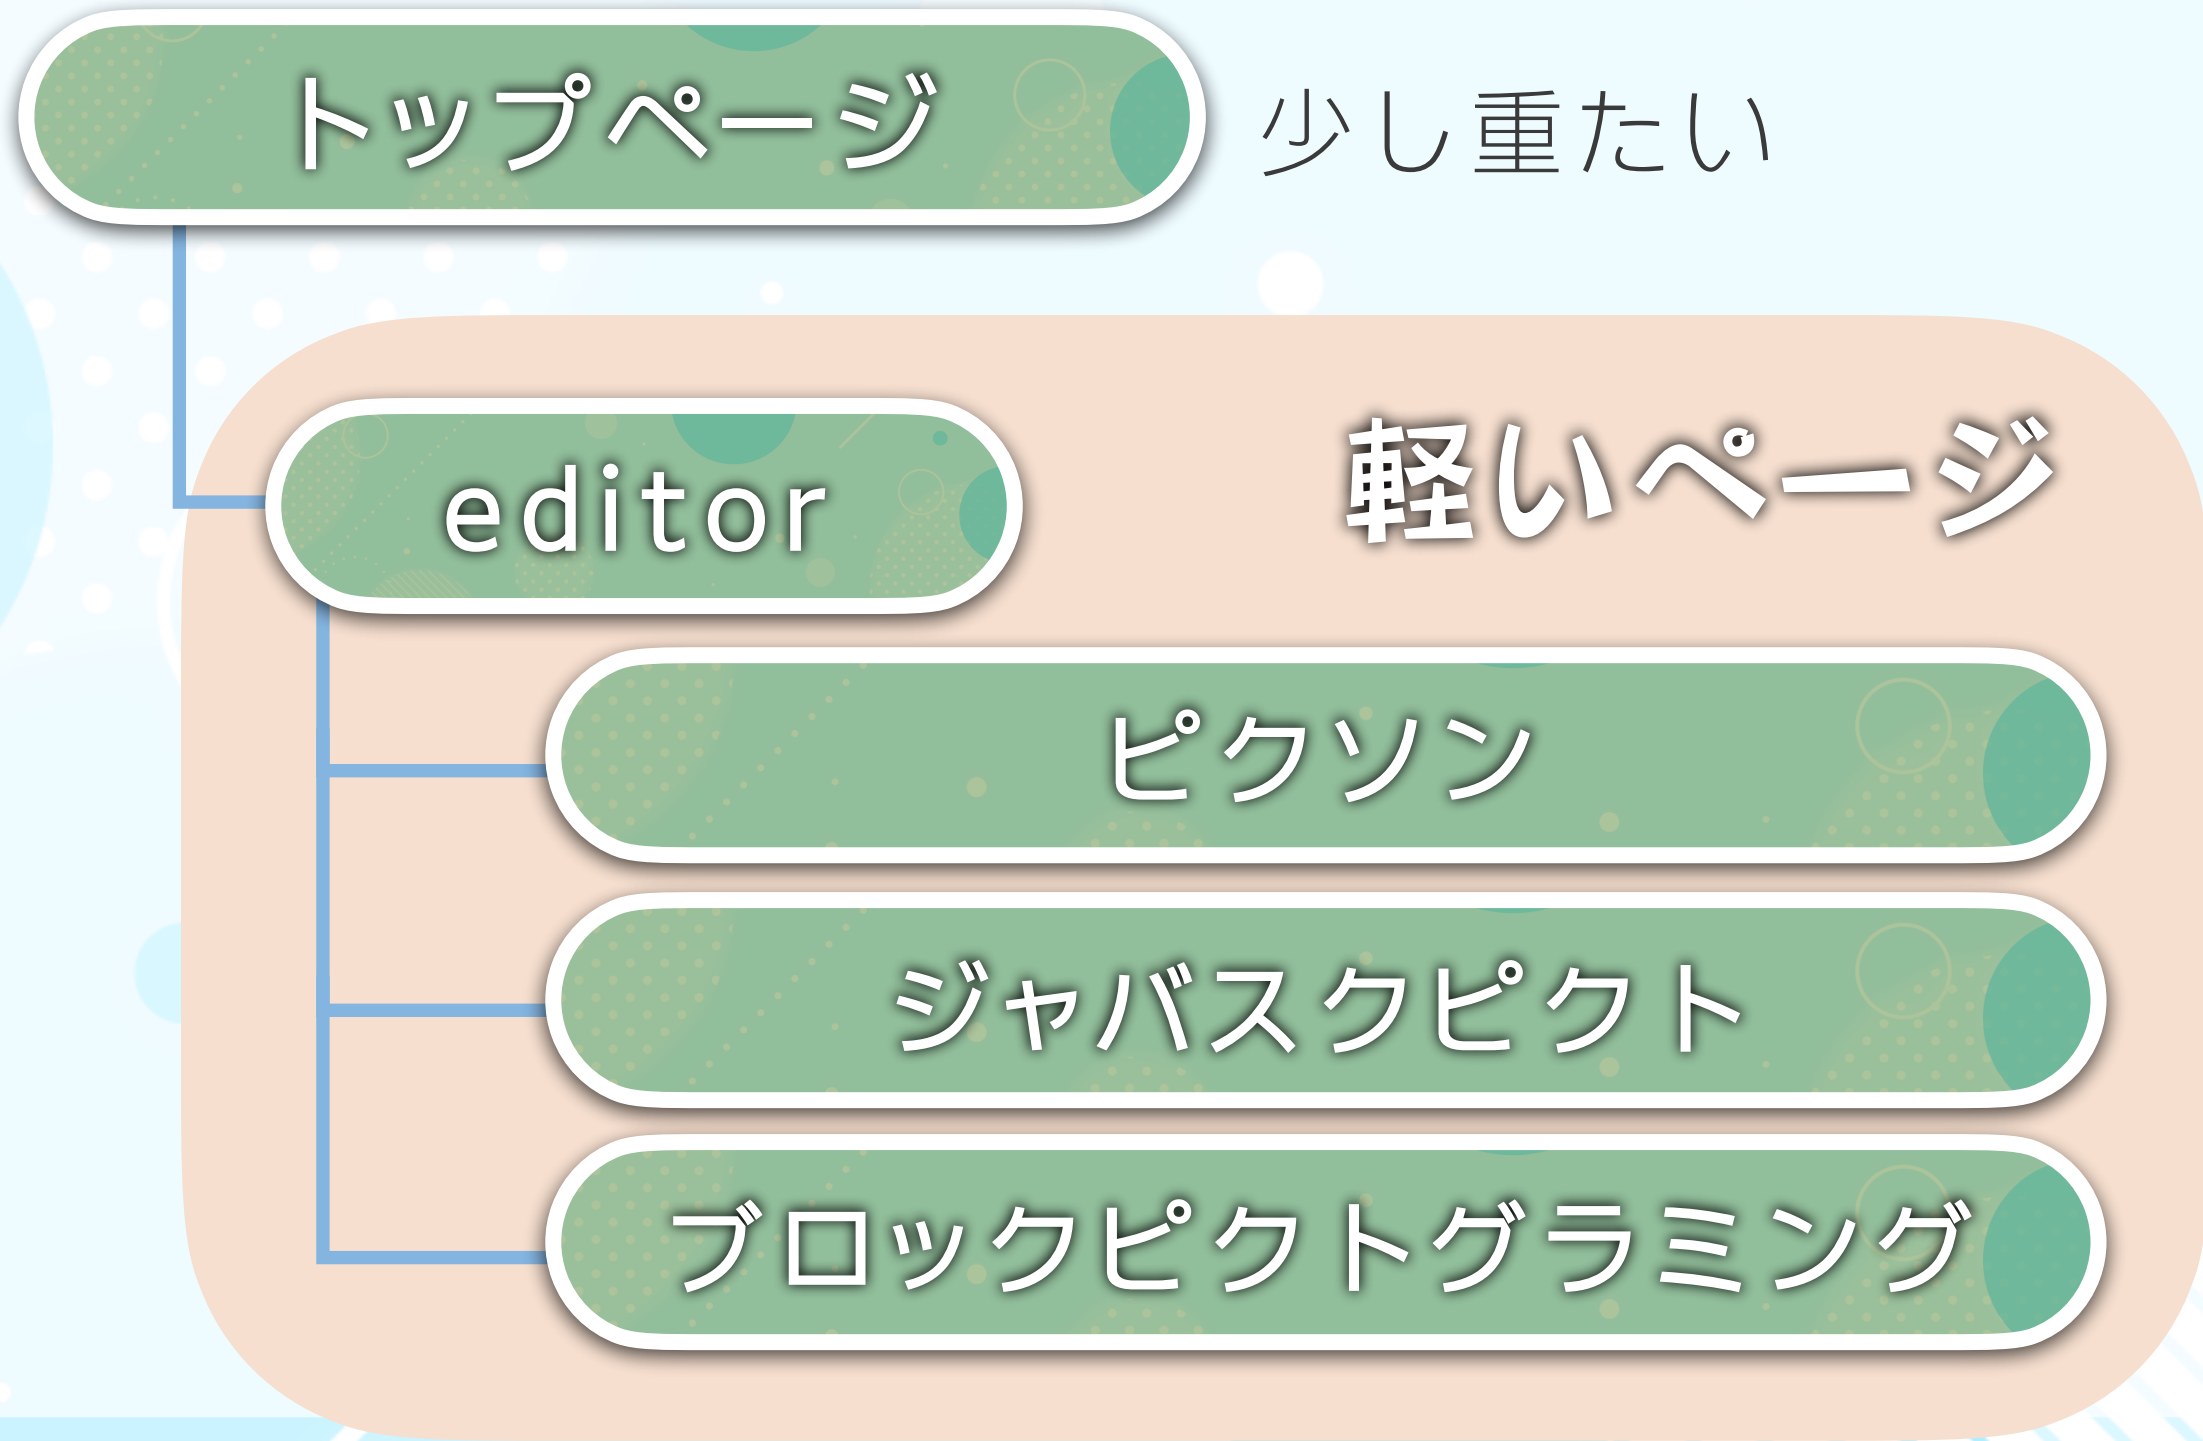 トップページ 少し重たい
editor 軽いページ
ピクソン
ジャバスクピクト
ブロックピクトグラミング